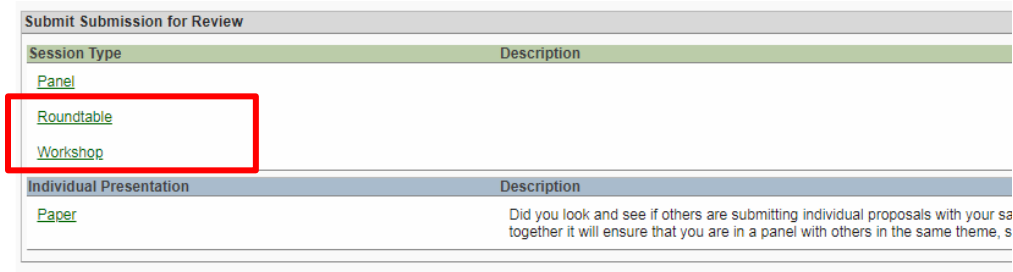 Submit Submission for Review
Session Type Description
Panel
Roundtable
Workshop
Individual Presentation Description
Paper Did you look and see if others are submitting individual proposals with your
together it will ensure that you are in a panel with others in the same theme,